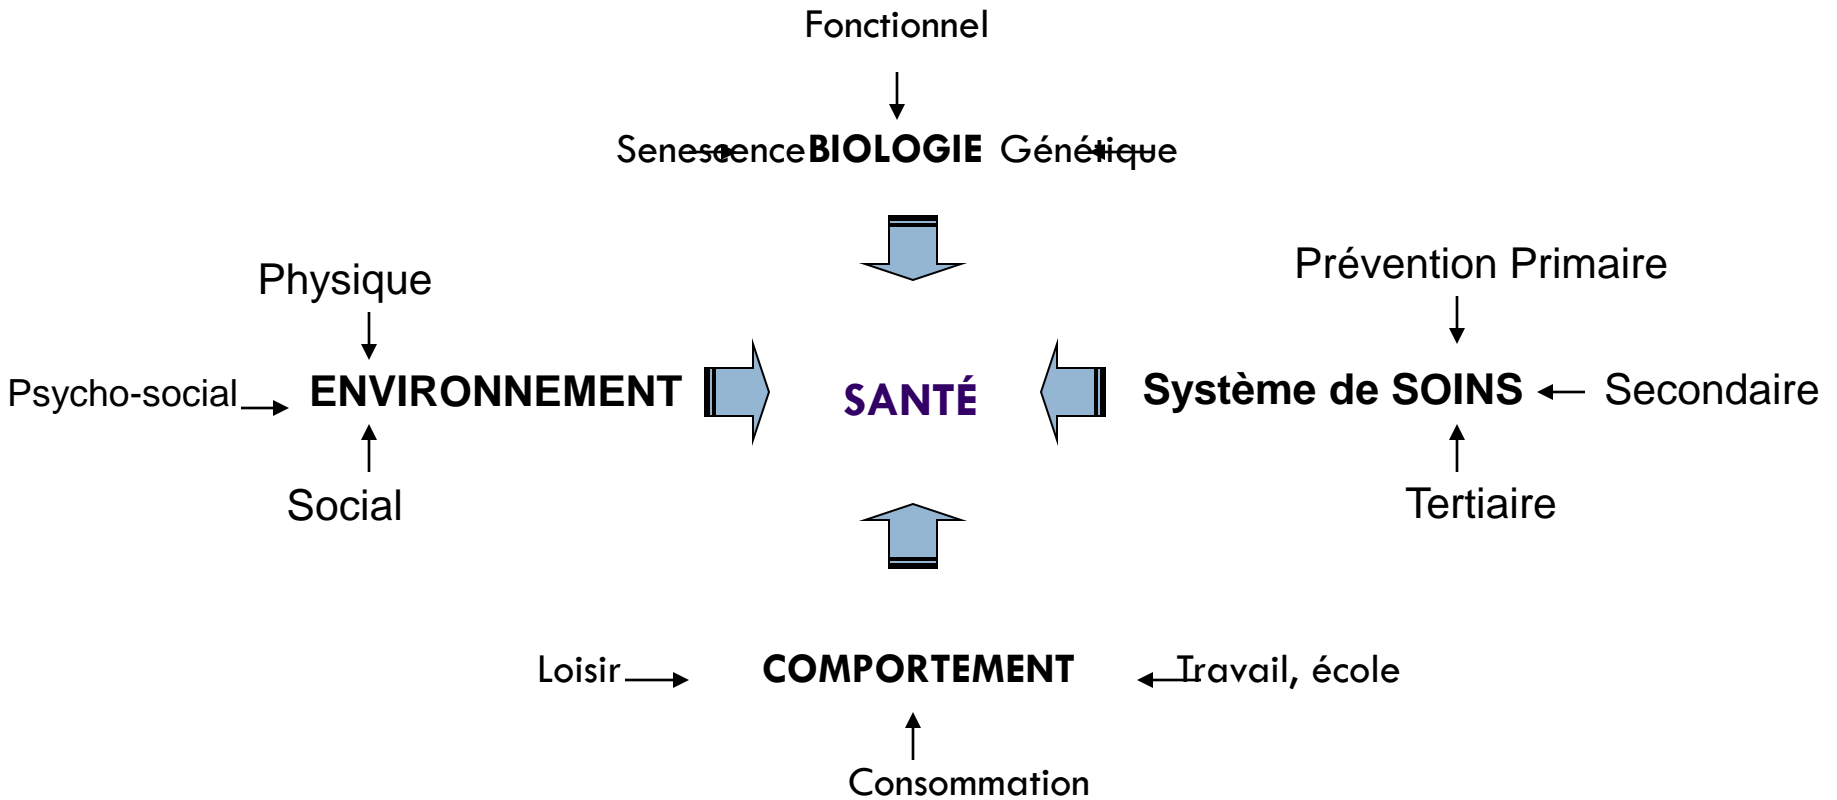 Fonctionnel
Senescence BIOLOGIE Génétique
Physique
Prévention Primaire
Psycho-social ENVIRONNEMENT SANTÉ Système de SOINS Secondaire
Social
Tertiaire
Loisir COMPORTEMENT Travail, école
Consommation